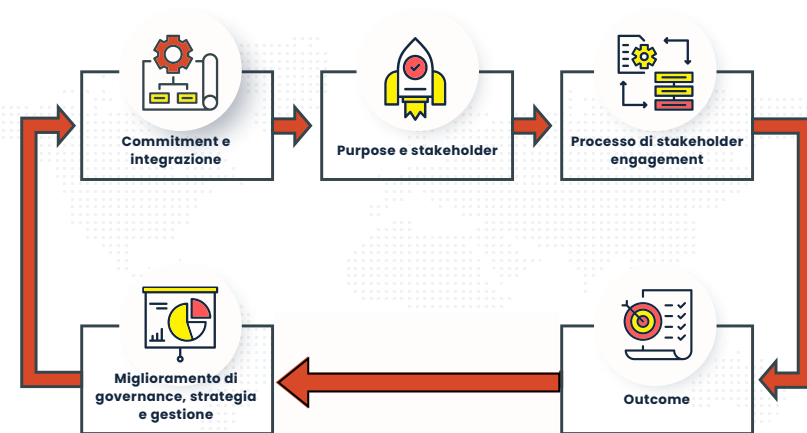 Commitment e
integrazione
Purpose e stakeholder
Processo di stakeholder
engagement
Miglioramento di
governance, strategia
e gestione
Outcome